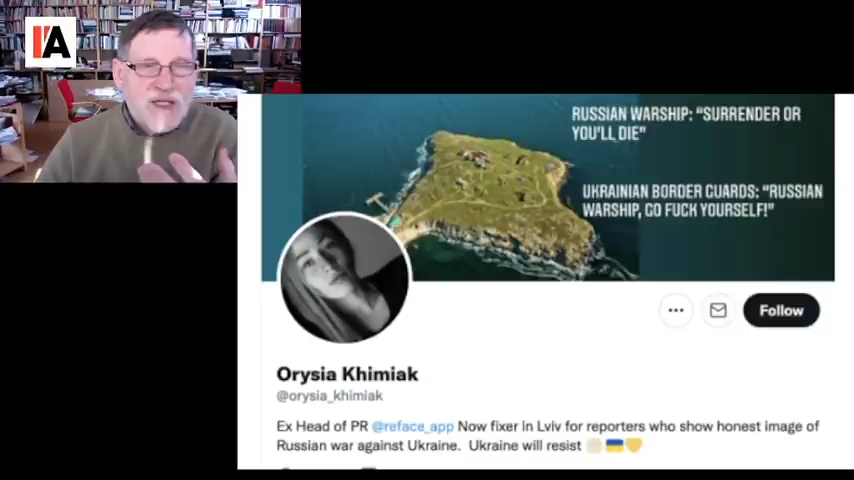 IA
RUSSIAN WARSHIP: “SURRENDER OR
YOU'LL DIE”
UKRAINIAN BORDER GUARDS: “RUSSIAN
WARSHIP, GO FUCK YOURSELF!”
Follow
Orysia Khimiak
@orysia_khimiak
Ex Head of PR @reface_app Now fixer in Lviv for reporters who show honest image of
Russian war against Ukraine. Ukraine will resist